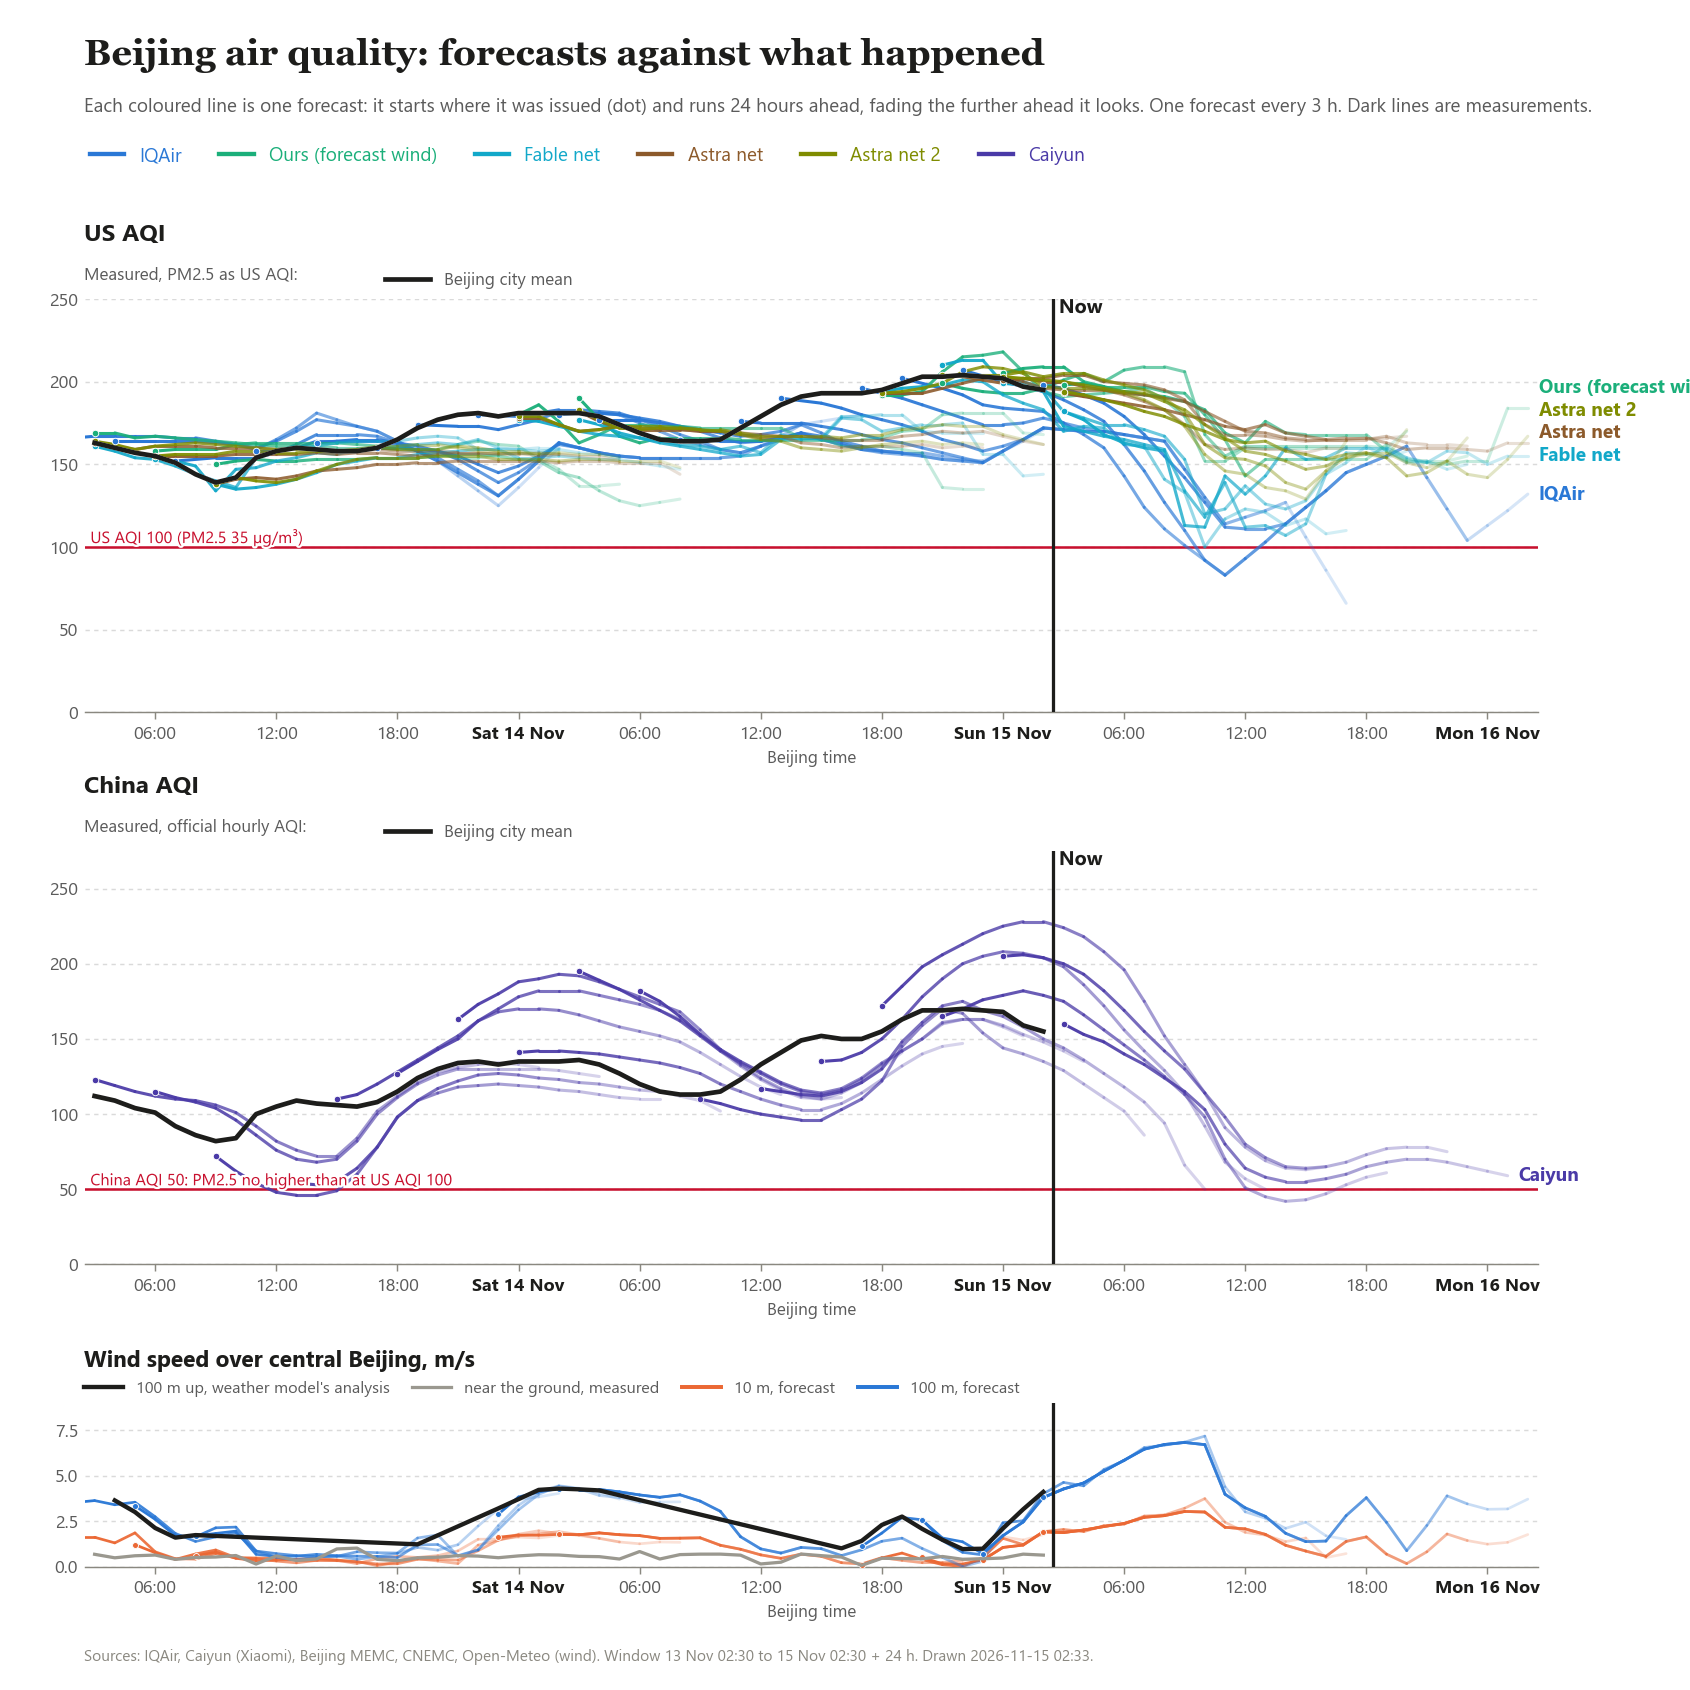 Beijing air quality: forecasts against what happened
Each coloured line is one forecast: it starts where it was issued (dot) and runs 24 hours ahead, fading the further ahead it looks. One forecast every 3 h. Dark lines are measurements.
IQAir Ours (forecast wind) Fable net Astra net Astra net 2 Caiyun
US AQI
Measured, PM2.5 as US AQI: Beijing city mean
250
Now
200
Ours (forecast wi
Astra net 2
Astra net
Fable net
150
IQAir
US AQI 100 (PM2.5 35 µg/m³)
100
50
0
06:00 12:00 18:00 Sat 14 Nov 06:00 12:00 18:00 Sun 15 Nov 06:00 12:00 18:00 Mon 16 Nov
Beijing time
China AQI
Measured, official hourly AQI: Beijing city mean
Now
250
200
150
100
China AQI 50: PM2.5 no higher than at US AQI 100
Caiyun
50
0
06:00 12:00 18:00 Sat 14 Nov 06:00 12:00 18:00 Sun 15 Nov 06:00 12:00 18:00 Mon 16 Nov
Beijing time
Wind speed over central Beijing, m/s
100 m up, weather model's analysis near the ground, measured 10 m, forecast 100 m, forecast
7.5
5.0
2.5
0.0
06:00 12:00 18:00 Sat 14 Nov 06:00 12:00 18:00 Sun 15 Nov 06:00 12:00 18:00 Mon 16 Nov
Beijing time
Sources: IQAir, Caiyun (Xiaomi), Beijing MEMC, CNEMC, Open-Meteo (wind). Window 13 Nov 02:30 to 15 Nov 02:30 + 24 h. Drawn 2026-11-15 02:33.